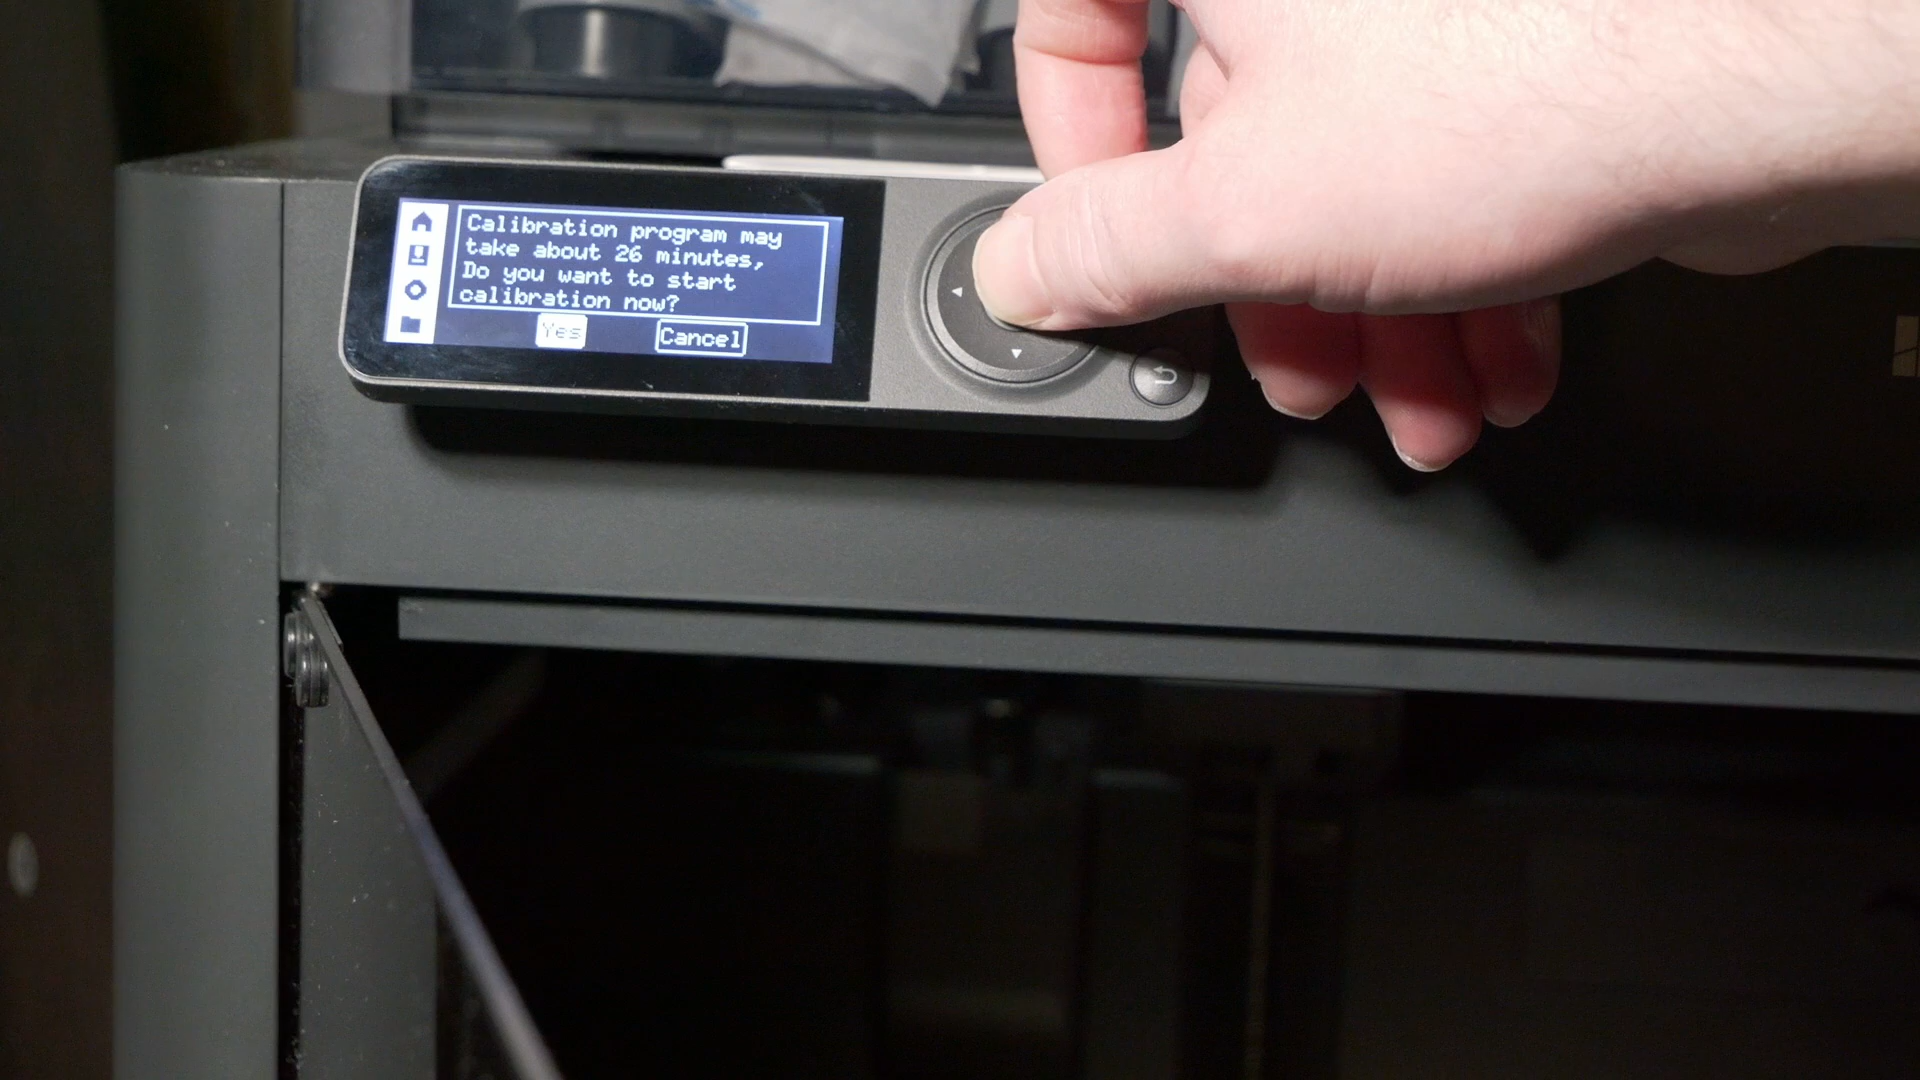 Calibration program may
take about 26 minutes,
Do you want to start
calibration now?
Yes
Cancel